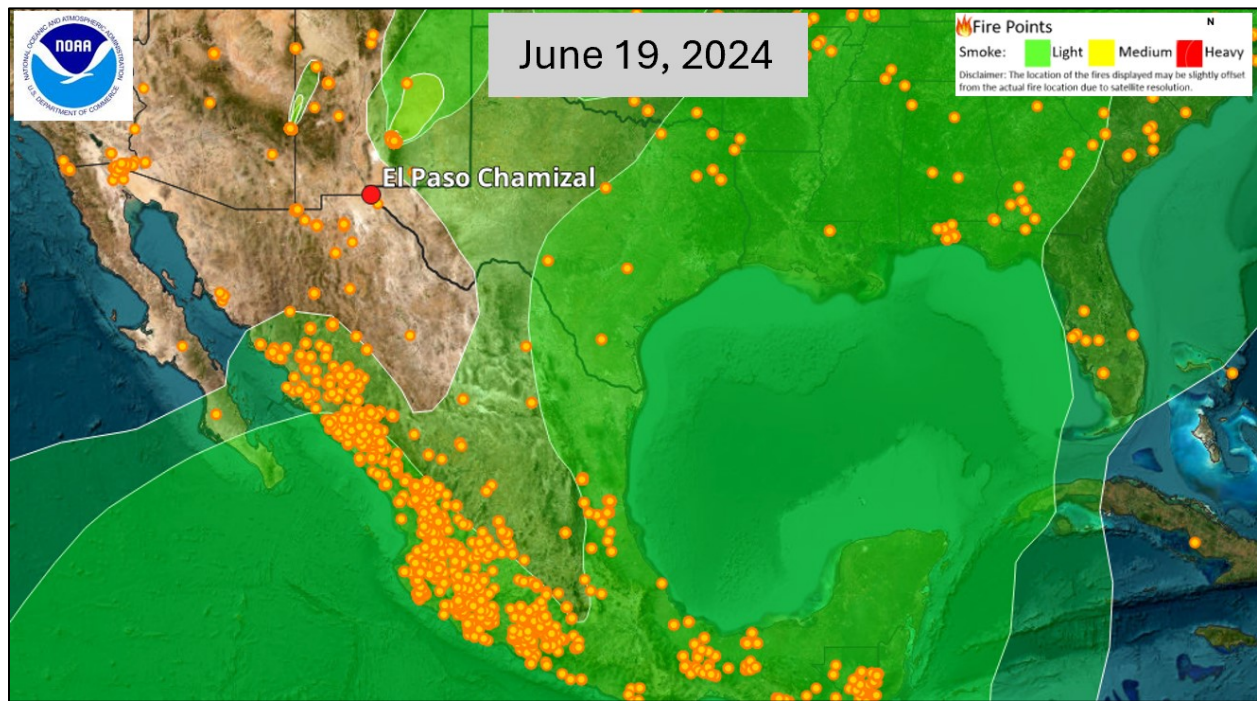 NATIONAL OCEANIC AND ATMOSPHERIC ADMINISTRATION
NOAA
U.S. DEPARTMENT OF COMMERCE
June 19, 2024
Fire Points
N
Smoke: Light Medium Heavy
Disclaimer: The location of the fires displayed may be slightly offset
from the actual fire location due to satellite resolution.
El Paso Chamizal